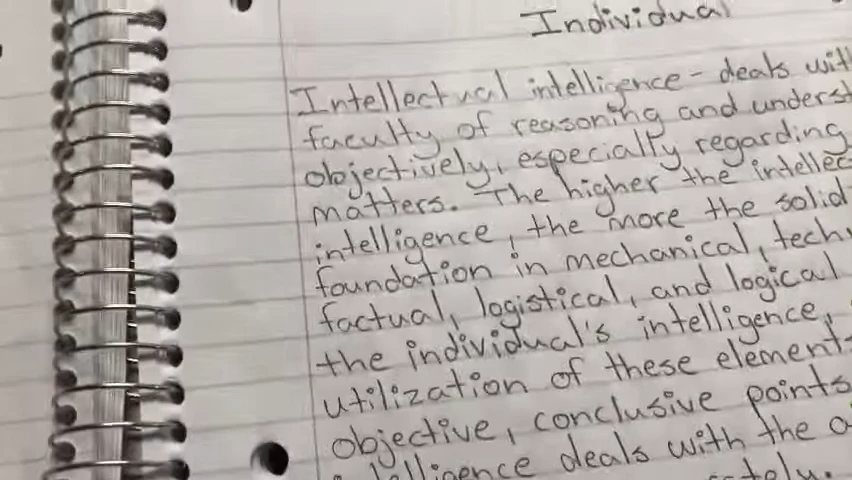 Individual
Intellectual intelligence - deals with
faculty of reasoning and underst
objectively, especially regarding
matters. The higher the intellec
intelligence, the more the solid
foundation in mechanical, tech
factual, logistical, and logical
the individual's intelligence,
utilization of these element
objective, conclusive points
intelligence deals with the a